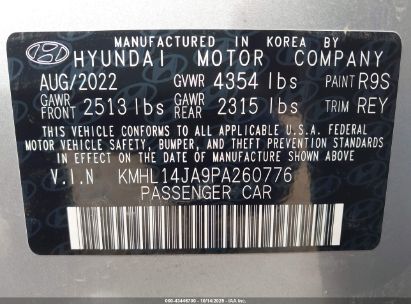 MANUFACTURED IN KOREA BY
HYUNDAI MOTOR COMPANY
AUG/2022 GVWR 4354 lbs PAINT R9S
GAWR FRONT 2513 lbs GAWR REAR 2315 lbs TRIM REY
THIS VEHICLE CONFORMS TO ALL APPLICABLE U.S.A. FEDERAL
MOTOR VEHICLE SAFETY, BUMPER, AND THEFT PREVENTION STANDARDS
IN EFFECT ON THE DATE OF MANUFACTURE SHOWN ABOVE.
V.I.N KMHL14JA9PA260776
PASSENGER CAR